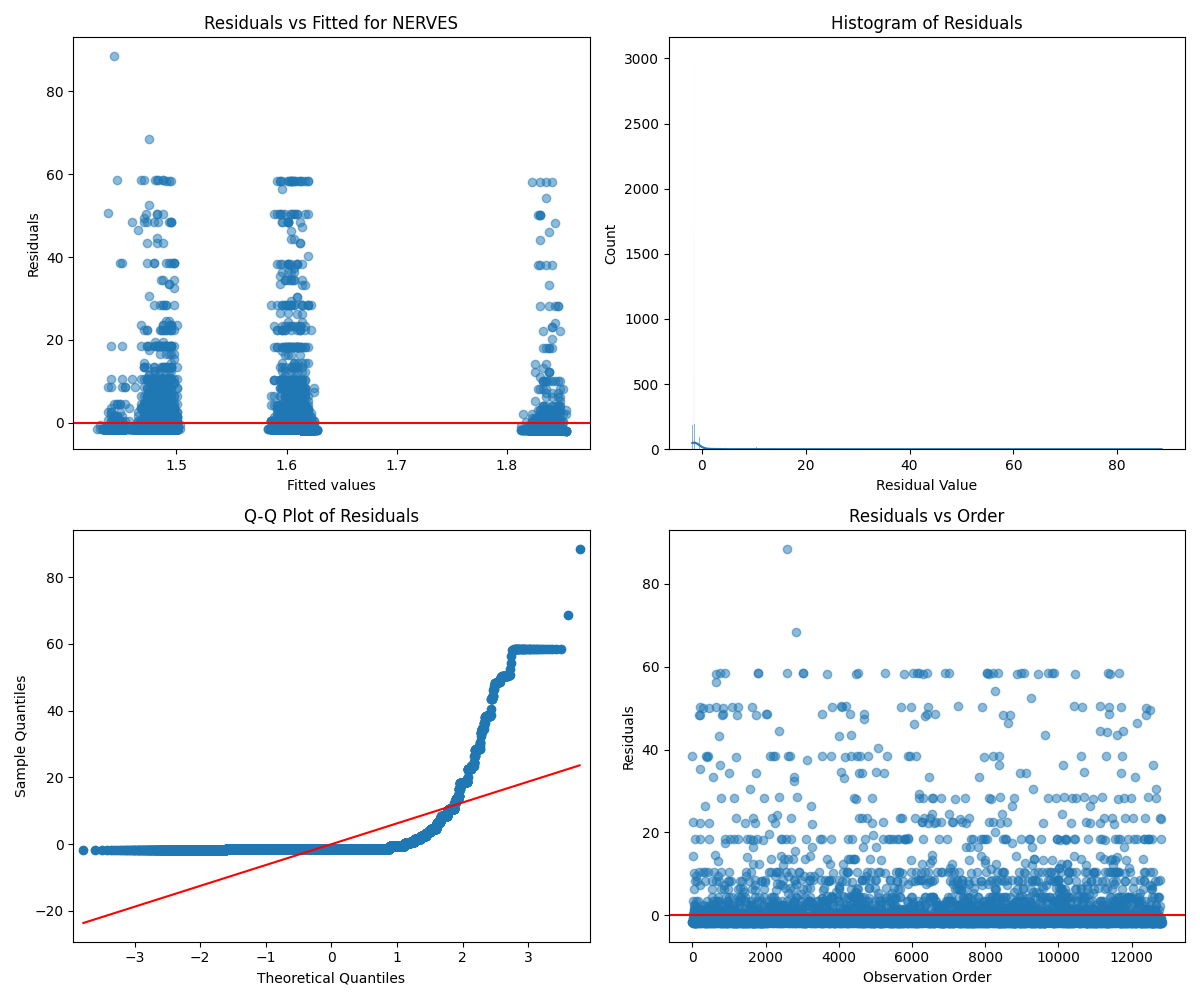 Residuals vs Fitted for NERVES
Residuals
80
60
40
20
0
1.5 1.6 1.7 1.8
Fitted values
Histogram of Residuals
Count
3000
2500
2000
1500
1000
500
0
0 20 40 60 80
Residual Value
Q-Q Plot of Residuals
Sample Quantiles
80
60
40
20
0
−20
−3 −2 −1 0 1 2 3
Theoretical Quantiles
Residuals vs Order
Residuals
80
60
40
20
0
0 2000 4000 6000 8000 10000 12000
Observation Order